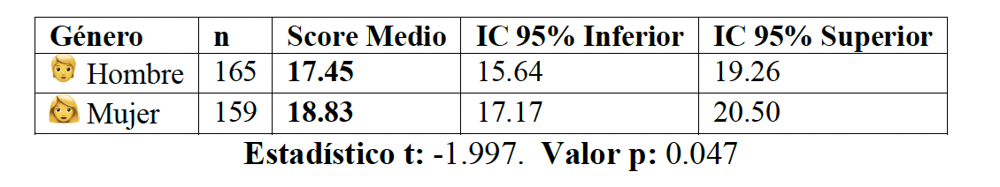 Género n Score Medio IC 95% Inferior IC 95% Superior
Hombre 165 17.45 15.64 19.26
Mujer 159 18.83 17.17 20.50
Estadístico t: -1.997. Valor p: 0.047